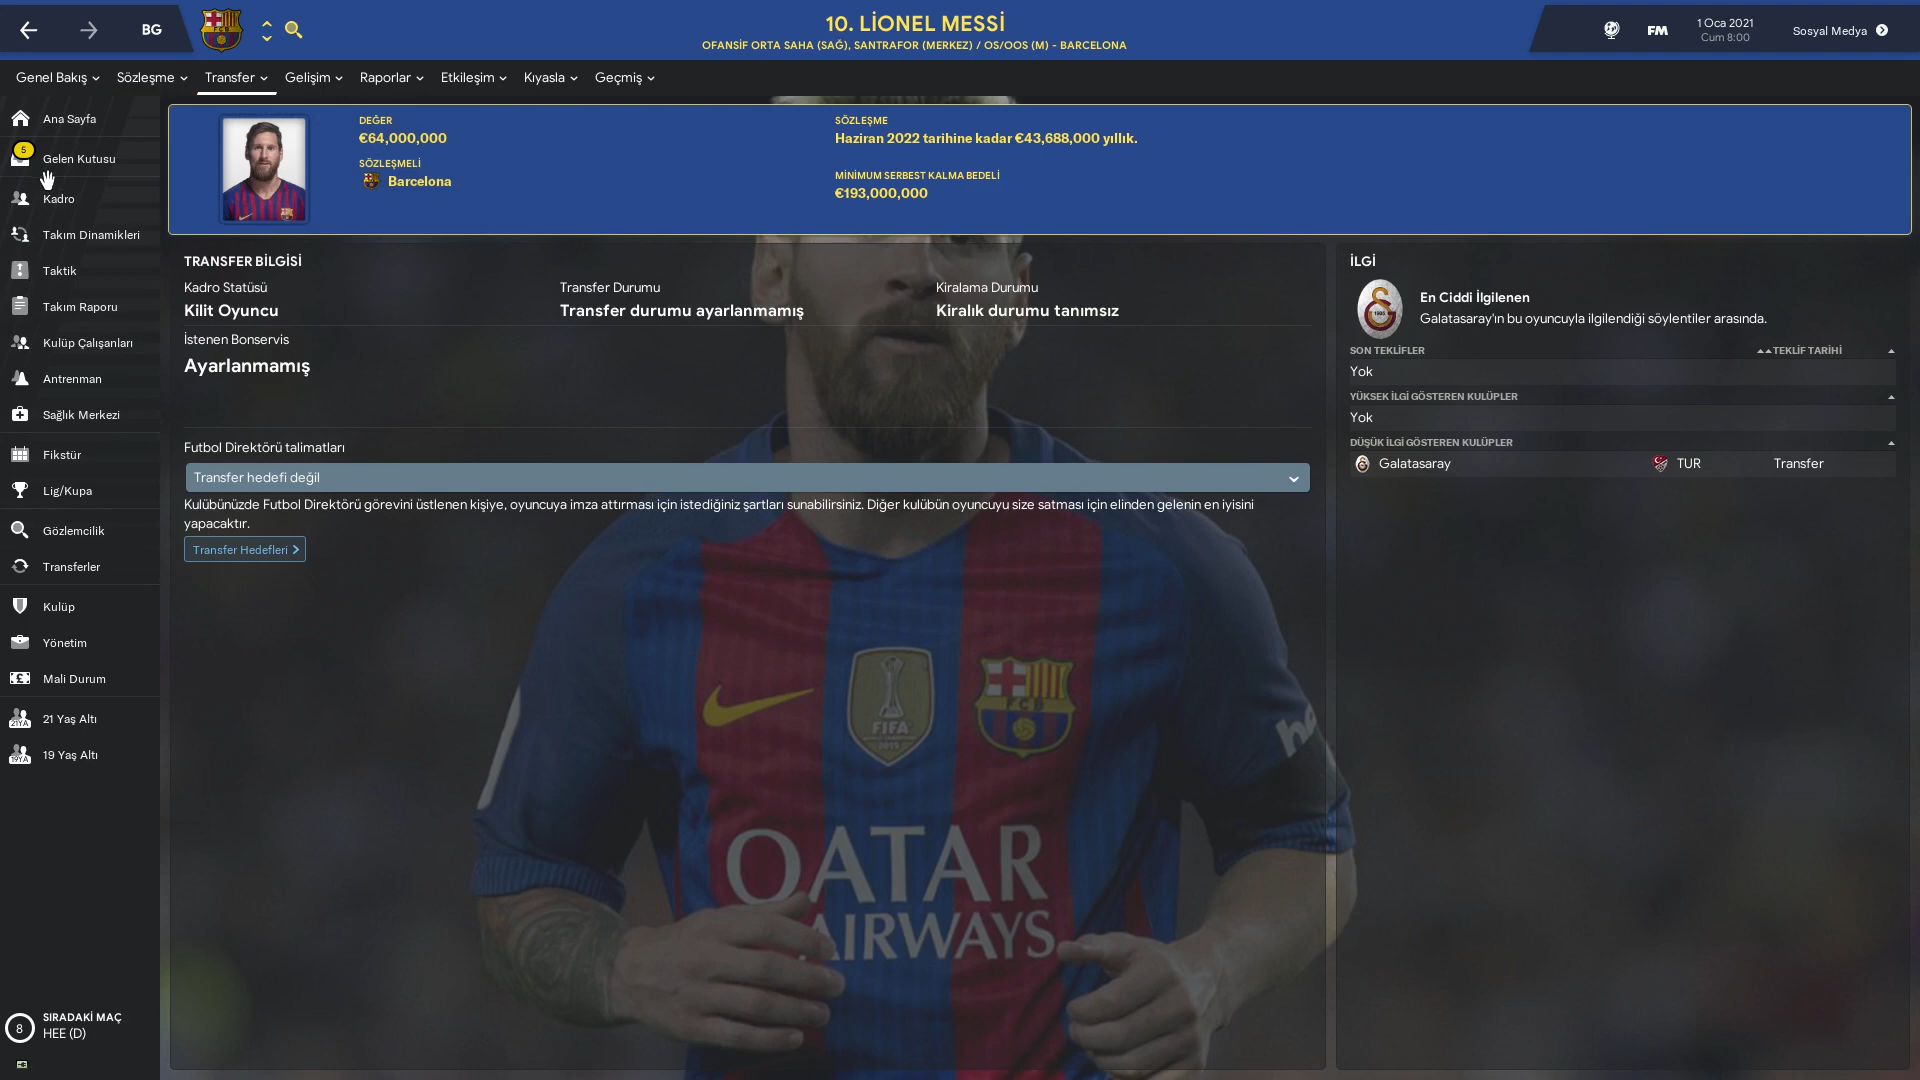 BG
10. LİONEL MESSİ
OFANSİF ORTA SAHA (SAĞ), SANTRAFOR (MERKEZ) / OS/OOS (M) - BARCELONA
FM
1 Oca 2021
Cum 8:00
Sosyal Medya
Genel Bakış
Sözleşme
Transfer
Gelişim
Raporlar
Etkileşim
Kıyasla
Geçmiş
Ana Sayfa
5
Gelen Kutusu
Kadro
Takım Dinamikleri
Taktik
Takım Raporu
Kulüp Çalışanları
Antrenman
Sağlık Merkezi
Fikstür
Lig/Kupa
Gözlemcilik
Transferler
Kulüp
Yönetim
Mali Durum
21YA
21 Yaş Altı
19YA
19 Yaş Altı
8
SIRADAKİ MAÇ
HEE (D)
DEĞER
€64,000,000
SÖZLEŞMELİ
Barcelona
SÖZLEŞME
Haziran 2022 tarihine kadar €43,688,000 yıllık.
MİNİMUM SERBEST KALMA BEDELİ
€193,000,000
TRANSFER BİLGİSİ
Kadro Statüsü
Kilit Oyuncu
Transfer Durumu
Transfer durumu ayarlanmamış
Kiralama Durumu
Kiralık durumu tanımsız
İstenen Bonservis
Ayarlanmamış
Futbol Direktörü talimatları
Transfer hedefi değil
Kulübünüzde Futbol Direktörü görevini üstlenen kişiye, oyuncuya imza attırması için istediğiniz şartları sunabilirsiniz. Diğer kulübün oyuncuyu size satması için elinden gelenin en iyisini
yapacaktır.
Transfer Hedefleri
FIFA
FCB
QATAR
AIRWAYS
İLGİ
En Ciddi İlgilenen
Galatasaray'ın bu oyuncuyla ilgilendiği söylentiler arasında.
SON TEKLİFLER
TEKLİF TARİHİ
Yok
YÜKSEK İLGİ GÖSTEREN KULÜPLER
Yok
DÜŞÜK İLGİ GÖSTEREN KULÜPLER
Galatasaray
TUR
Transfer